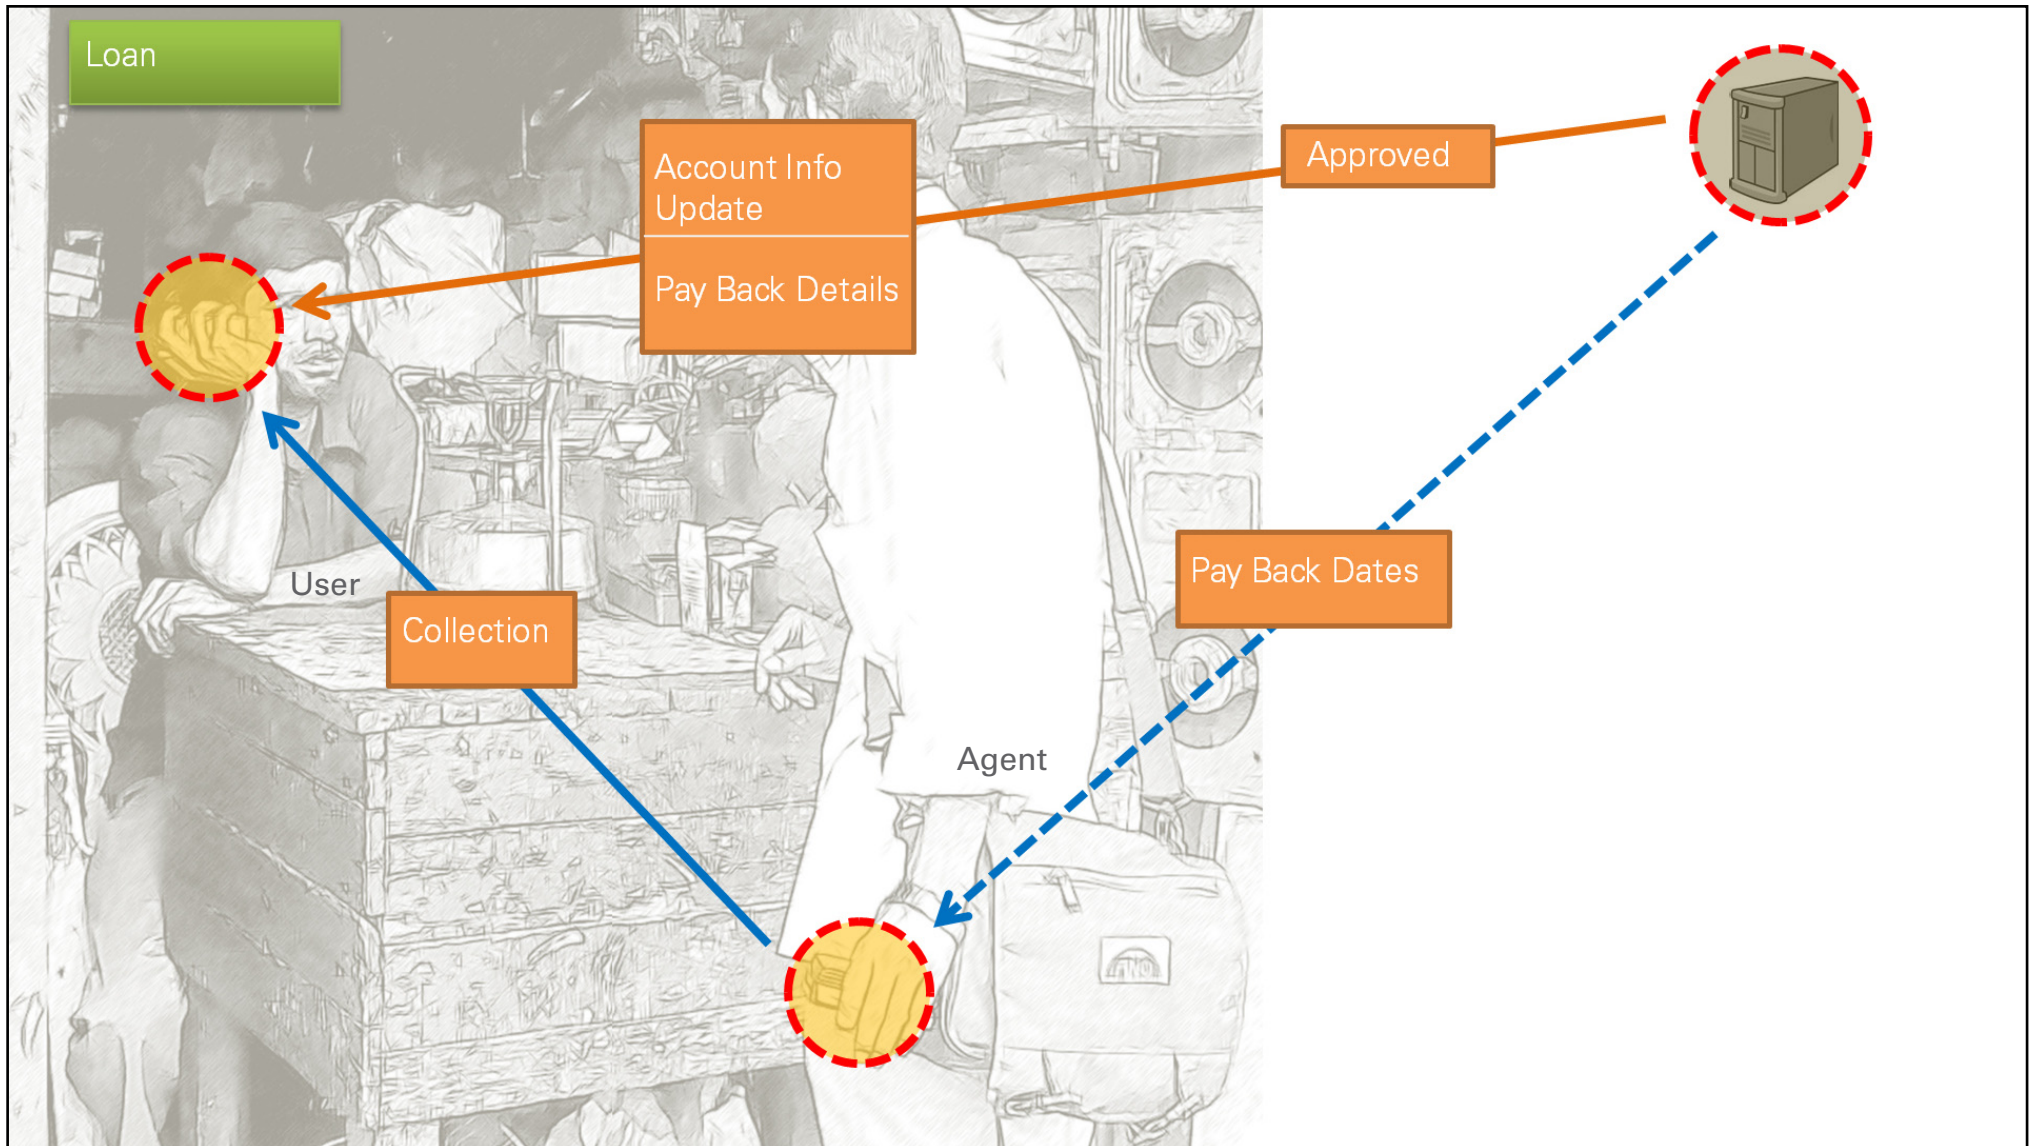 Loan
Account Info
Update
Pay Back Details
Approved
User
Collection
Pay Back Dates
Agent